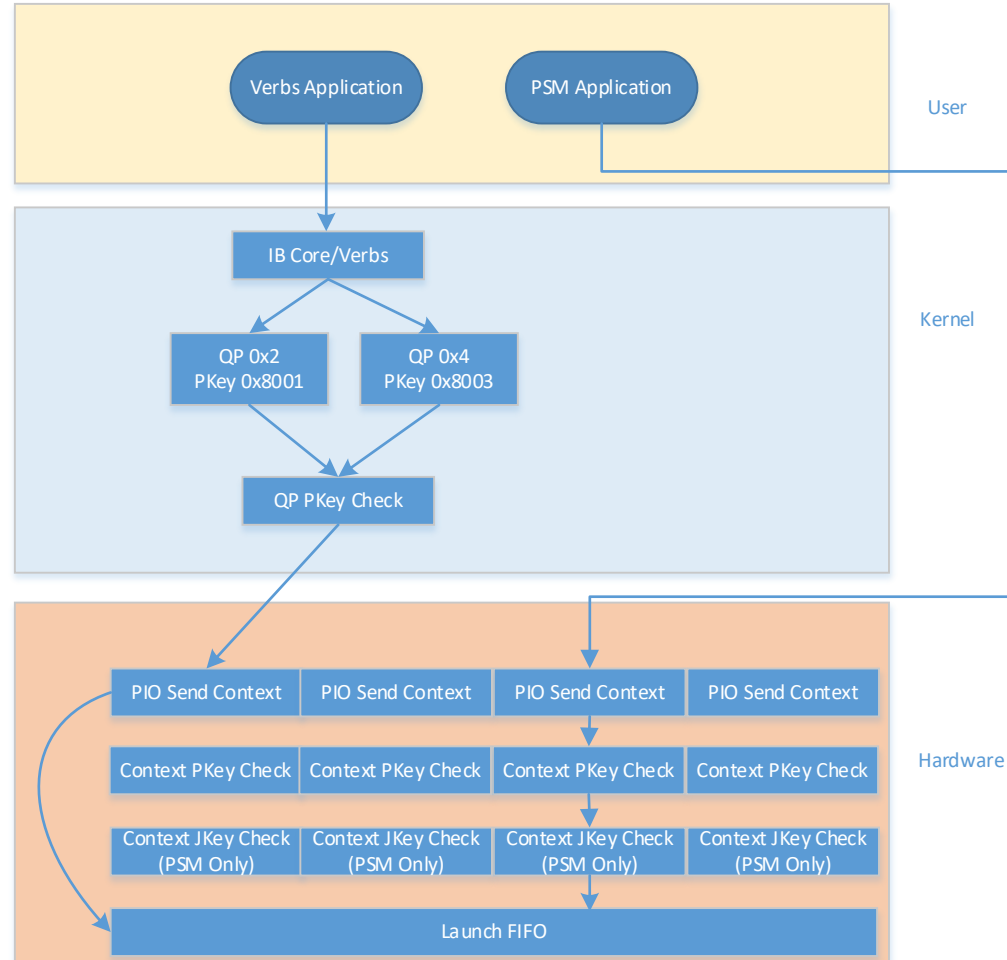 Verbs Application
PSM Application
User
IB Core/Verbs
Kernel
QP 0x2
PKey 0x8001
QP 0x4
PKey 0x8003
QP PKey Check
PIO Send Context
PIO Send Context
PIO Send Context
PIO Send Context
Context PKey Check
Context PKey Check
Context PKey Check
Context PKey Check
Hardware
Context JKey Check
(PSM Only)
Context JKey Check
(PSM Only)
Context JKey Check
(PSM Only)
Context JKey Check
(PSM Only)
Launch FIFO